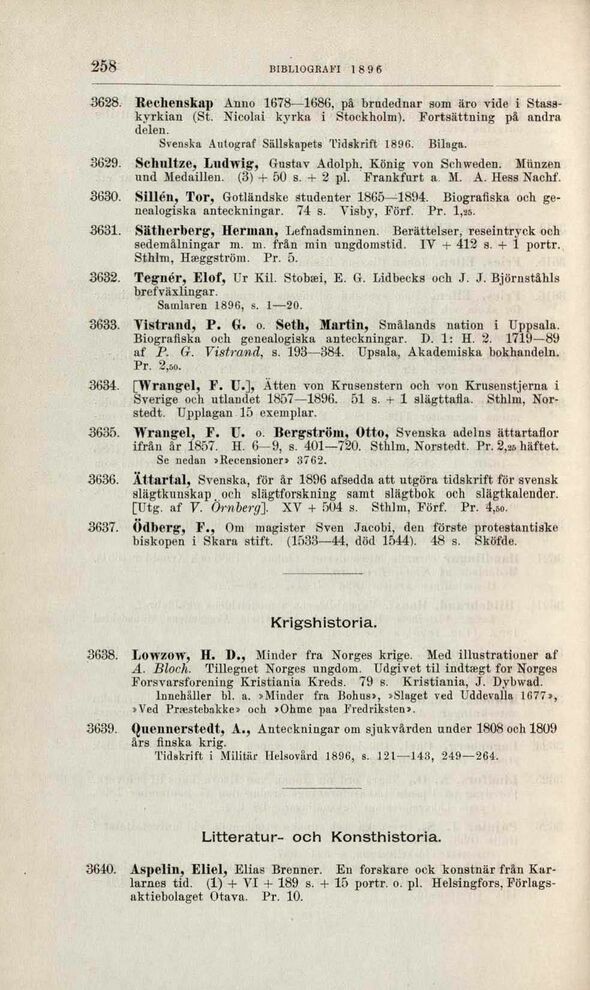 258
BIBLIOGRAFI 1896
3628. Rechenskap Anno 1678—1686, på brudednar som äro vide i Stass-
kyrkian (St. Nicolai kyrka i Stockholm). Fortsättning på andra
delen.
Svenska Autograf Sällskapets Tidskrift 1896. Bilaga.
3629. Schultze, Ludwig, Gustav Adolph. König von Schweden. Münzen
und Medaillen. (3) + 50 s. + 2 pl. Frankfurt a. M. A. Hess Nachf.
3630. Sillén, Tor, Gotländske studenter 1865—1894. Biografiska och ge-
nealogiska anteckningar. 74 s. Visby, Förf. Pr. 1,25.
3631. Sätherberg, Herman, Lefnadsminnen. Berättelser, reseintryck och
sedemålningar m. m. från min ungdomstid. IV + 412 s. + 1 portr.
Sthlm, Hæggström. Pr. 5.
3632. Tegnér, Elof, Ur Kil. Stobæi, E. G. Lidbecks och J. J. Björnståhls
brefväxlingar.
Samlaren 1896, s. 1—20.
3633. Vistrand, P. G. o. Seth, Martin, Smålands nation i Uppsala.
Biografiska och genealogiska anteckningar. D. 1: H. 2. 1719—89
af P. G. Vistrand, s. 193—384. Upsala, Akademiska bokhandeln.
Pr. 2,50.
3634. [Wrangel, F. U.], Ätten von Krusenstern och von Krusenstjerna i
Sverige och utlandet 1857—1896. 51 s. + 1 slägttafla. Sthlm, Nor-
stedt. Upplagan 15 exemplar.
3635. Wrangel, F. U. o. Bergström, Otto, Svenska adelns ättartaflor
ifrån år 1857. H. 6—9, s. 401—720. Sthlm, Norstedt. Pr. 2,25 häftet.
Se nedan »Recensioner» 3762.
3636. Ättartal, Svenska, för år 1896 afsedda att utgöra tidskrift för svensk
slägtkunskap och slägtforskning samt slägtbok och slägtkalender.
[Utg. af V. Örnberg]. XV + 504 s. Sthlm, Förf. Pr. 4,50.
3637. Ödberg, F., Om magister Sven Jacobi, den förste protestantiske
biskopen i Skara stift. (1533—44, död 1544). 48 s. Sköfde.
Krigshistoria.
3638. Lowzow, H. D., Minder fra Norges krige. Med illustrationer af
A. Bloch. Tillegnet Norges ungdom. Udgivet til indtægt for Norges
Forsvarsforening Kristiania Kreds. 79 s. Kristiania, J. Dybwad.
Innehåller bl. a. »Minder fra Bohus», »Slaget ved Uddevalla 1677»,
»Ved Præstebakke» och »Ohme paa Fredriksten».
3639. Quennerstedt, A., Anteckningar om sjukvården under 1808 och 1809
års finska krig.
Tidskrift i Militär Helsovård 1896, s. 121—143, 249—264.
Litteratur- och Konsthistoria.
3640. Aspelin, Eliel, Elias Brenner. En forskare ock konstnär från Kar-
larnes tid. (1) + VI + 189 s. + 15 portr. o. pl. Helsingfors, Förlags-
aktiebolaget Otava. Pr. 10.